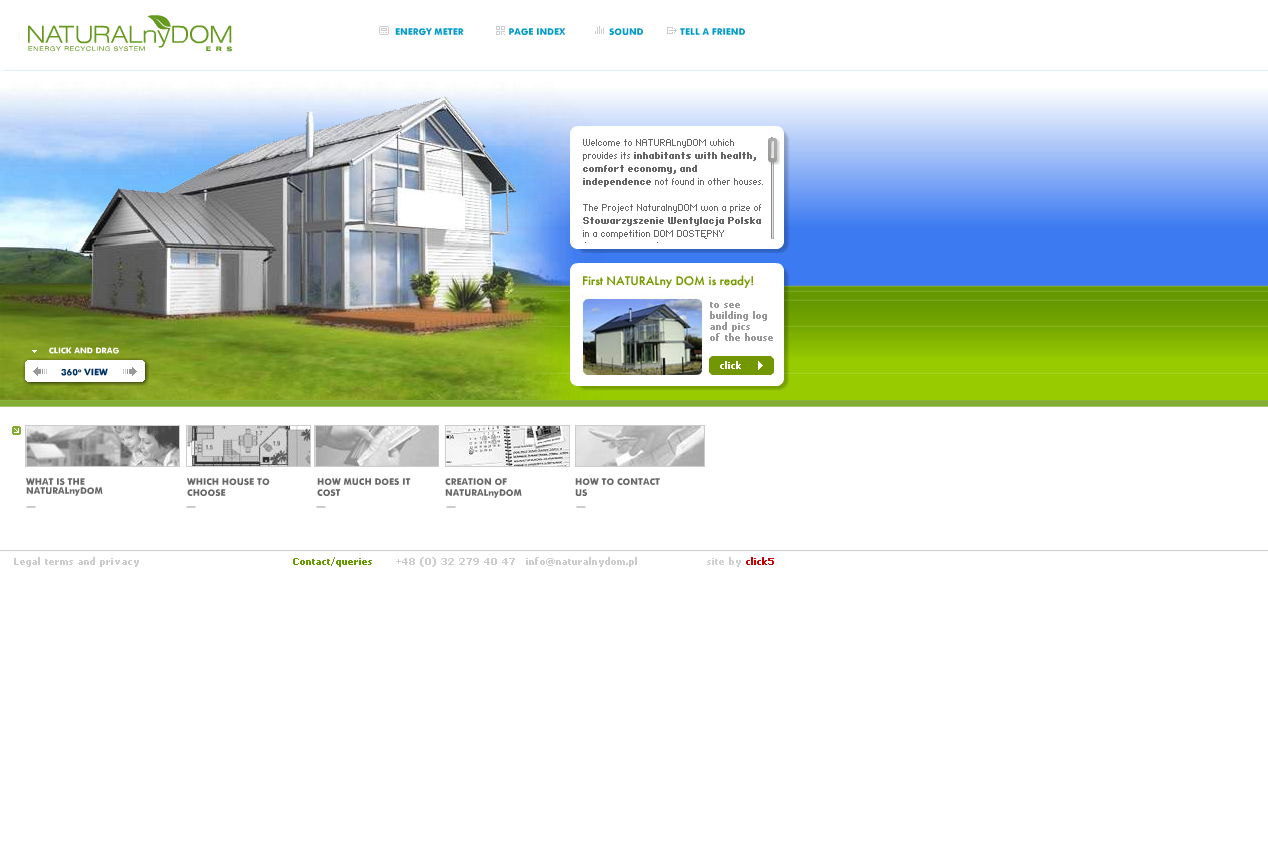 NATURALnyDOM
ENERGY RECYCLING SYSTEM
E R S
ENERGY METER
PAGE INDEX
SOUND
TELL A FRIEND
Welcome to NATURALnyDOM which
provides its inhabitants with health,
comfort economy, and
independence not found in other houses.
The Project NaturalnyDOM won a prize of
Stowarzyszenie Wentylacja Polska
in a competition DOM DOSTĘPNY
First NATURALny DOM is ready!
to see
building log
and pics
of the house
click
CLICK AND DRAG
360° VIEW
WHAT IS THE
NATURALnyDOM
WHICH HOUSE TO
CHOOSE
HOW MUCH DOES IT
COST
CREATION OF
NATURALnyDOM
HOW TO CONTACT
US
Legal terms and privacy
Contact/queries
+48 (0) 32 279 40 47
info@naturalnydom.pl
site by click5